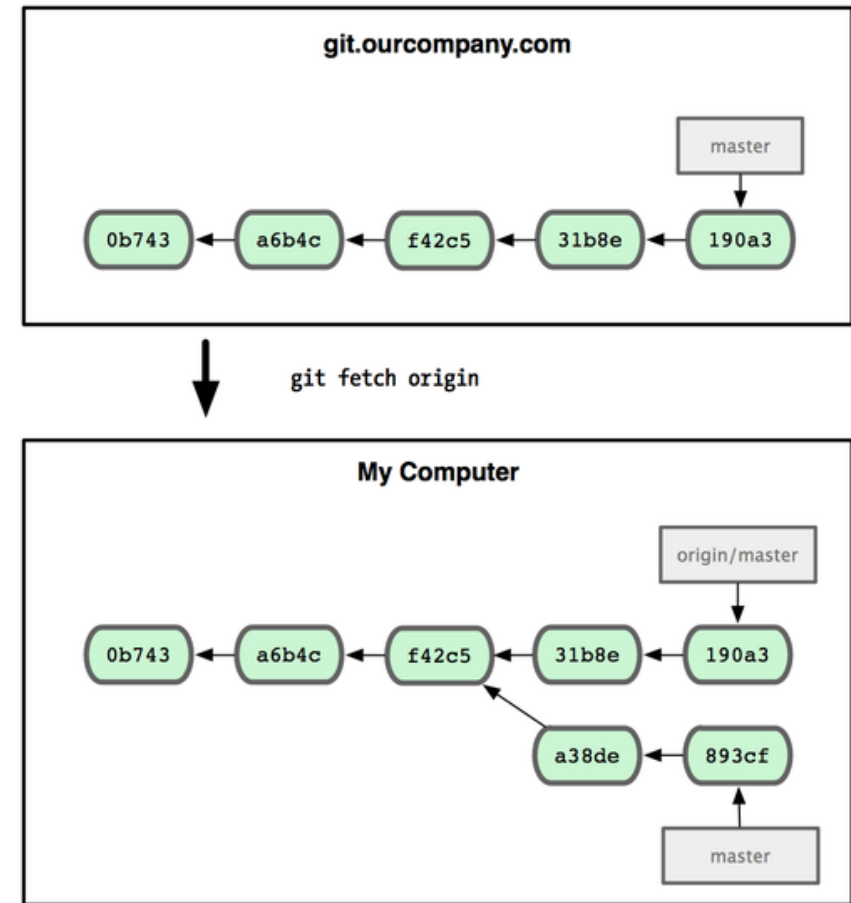 git.ourcompany.com
master
0b743 a6b4c f42c5 31b8e 190a3
git fetch origin
My Computer
origin/master
0b743 a6b4c f42c5 31b8e 190a3
a38de 893cf
master